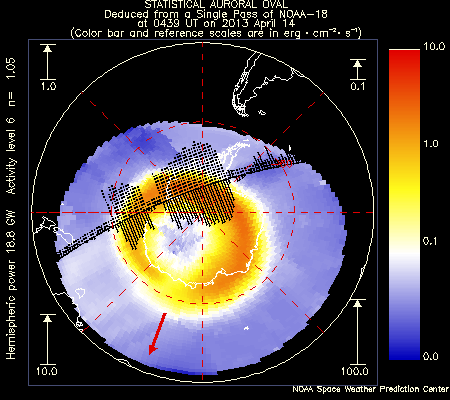 STATISTICAL AURORAL OVAL
Deduced from a Single Pass of NOAA-18
at 0439 UT on 2013 April 14
(Color bar and reference scales are in erg·cm⁻²·s⁻¹)
1.0
0.1
10.0
100.0
Hemispheric power 18.8 GW Activity level 6 n= 1.05
10.0
1.0
0.1
0.0
NOAA Space Weather Prediction Center